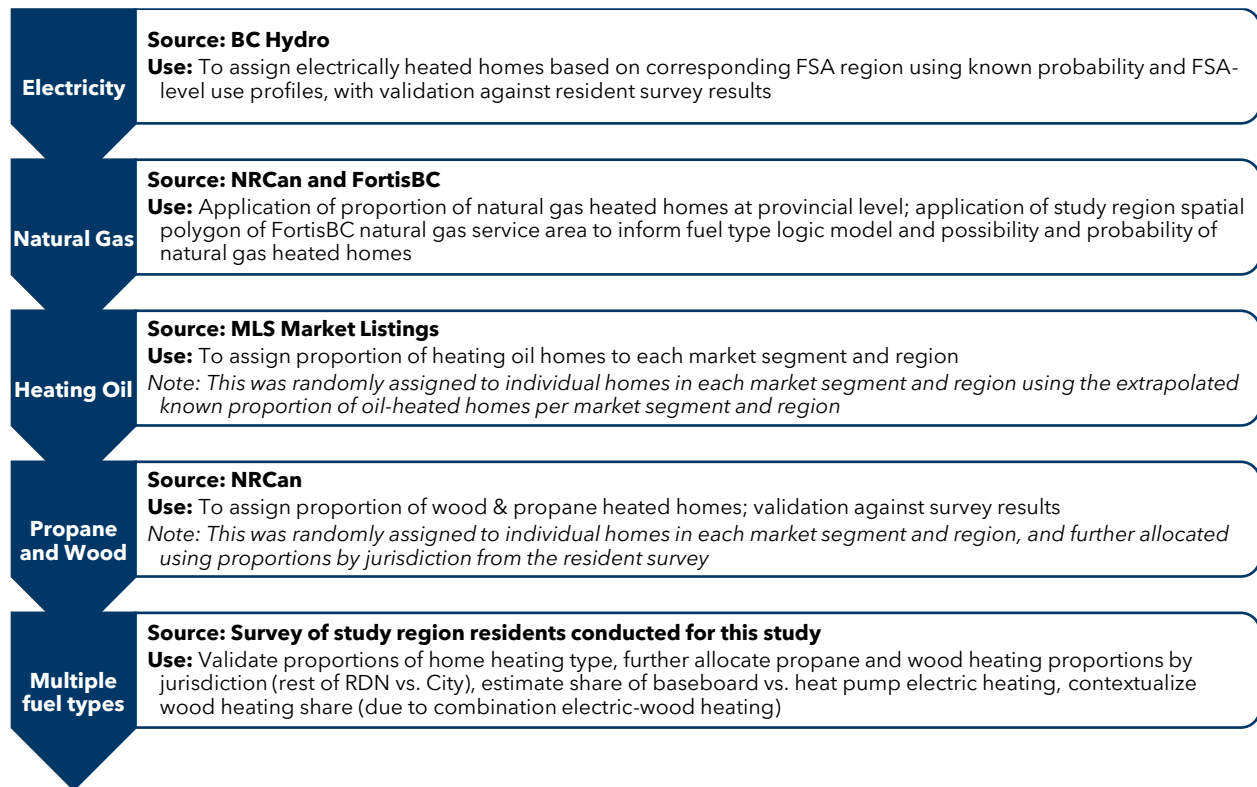 Electricity
Source: BC Hydro
Use: To assign electrically heated homes based on corresponding FSA region using known probability and FSA-
level use profiles, with validation against resident survey results
Natural Gas
Source: NRCan and FortisBC
Use: Application of proportion of natural gas heated homes at provincial level; application of study region spatial
polygon of FortisBC natural gas service area to inform fuel type logic model and possibility and probability of
natural gas heated homes
Heating Oil
Source: MLS Market Listings
Use: To assign proportion of heating oil homes to each market segment and region
Note: This was randomly assigned to individual homes in each market segment and region using the extrapolated
known proportion of oil-heated homes per market segment and region
Propane
and Wood
Source: NRCan
Use: To assign proportion of wood & propane heated homes; validation against survey results
Note: This was randomly assigned to individual homes in each market segment and region, and further allocated
using proportions by jurisdiction from the resident survey
Multiple
fuel types
Source: Survey of study region residents conducted for this study
Use: Validate proportions of home heating type, further allocate propane and wood heating proportions by
jurisdiction (rest of RDN vs. City), estimate share of baseboard vs. heat pump electric heating, contextualize
wood heating share (due to combination electric-wood heating)